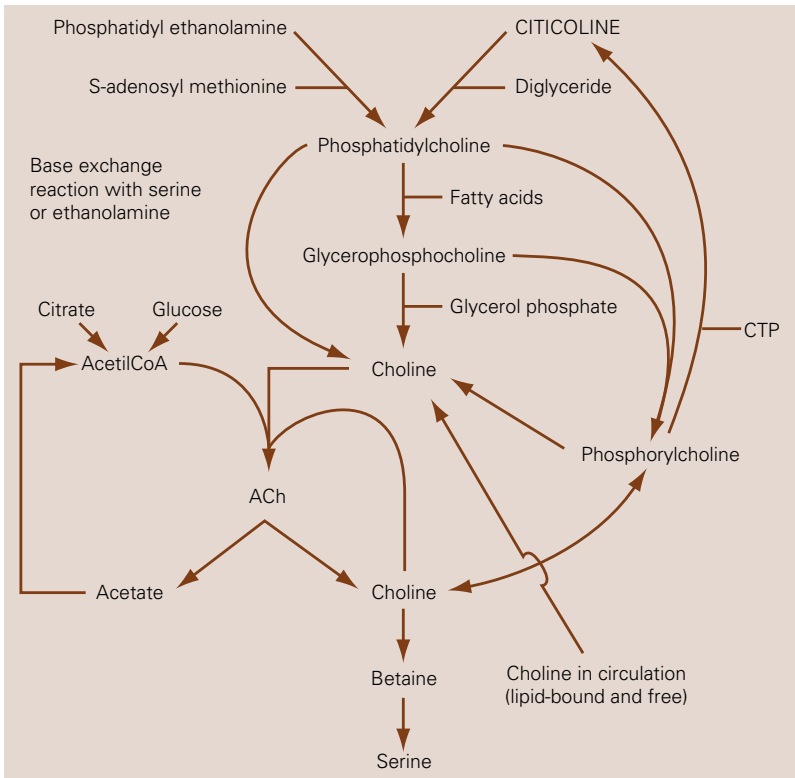 Phosphatidyl ethanolamine
CITICOLINE
S-adenosyl methionine
Diglyceride
Phosphatidylcholine
Base exchange
reaction with serine
or ethanolamine
Fatty acids
Glycerophosphocholine
Citrate
Glucose
Glycerol phosphate
CTP
AcetilCoA
Choline
Phosphorylcholine
ACh
Acetate
Choline
Choline in circulation
(lipid-bound and free)
Betaine
Serine